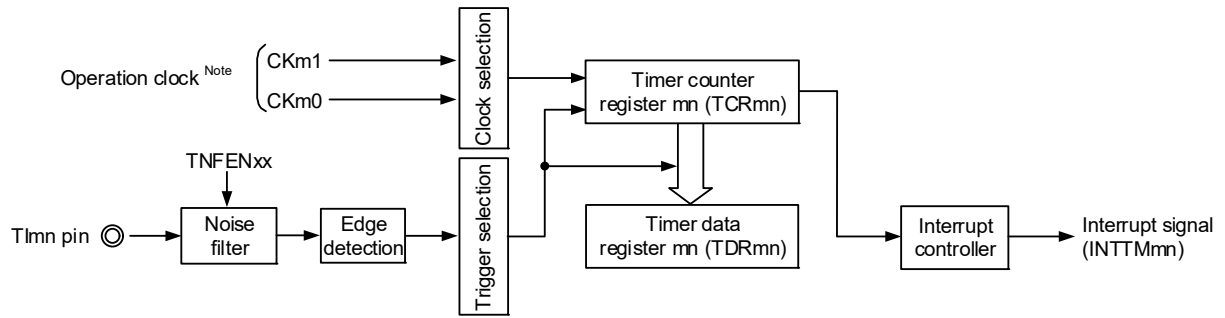 Operation clock Note
CKm1
CKm0
Clock selection
Timer counter
register mn (TCRmn)
TNFENxx
TImn pin
Noise
filter
Edge
detection
Trigger selection
Timer data
register mn (TDRmn)
Interrupt
controller
Interrupt signal
(INTTMmn)